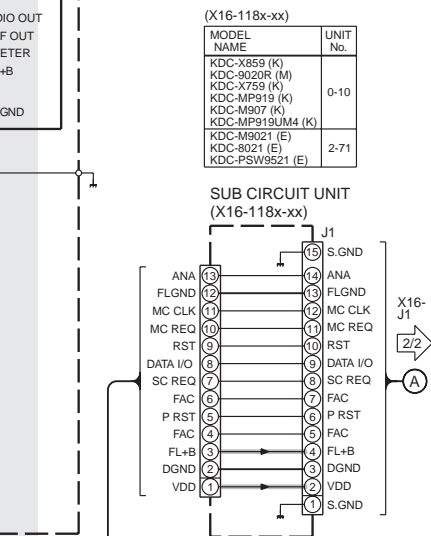 DIO OUT
F OUT
ETER
+B
GND
(X16-118x-xx)
MODEL NAME UNIT No.
KDC-X859 (K)
KDC-9020R (M)
KDC-X759 (K)
KDC-MP919 (K)
KDC-M907 (K)
KDC-MP919UM4 (K)
0-10
KDC-M9021 (E)
KDC-8021 (E)
KDC-PSW9521 (E)
2-71
SUB CIRCUIT UNIT
(X16-118x-xx)
J1
15 S.GND
ANA 13 14 ANA
FLGND 12 13 FLGND
MC CLK 11 12 MC CLK
MC REQ 10 11 MC REQ
RST 9 10 RST
DATA I/O 8 9 DATA I/O
SC REQ 7 8 SC REQ
FAC 6 7 FAC
P RST 5 6 P RST
FAC 4 5 FAC
FL+B 3 4 FL+B
DGND 2 3 DGND
VDD 1 2 VDD
1 S.GND
X16-
J1
2/2
A